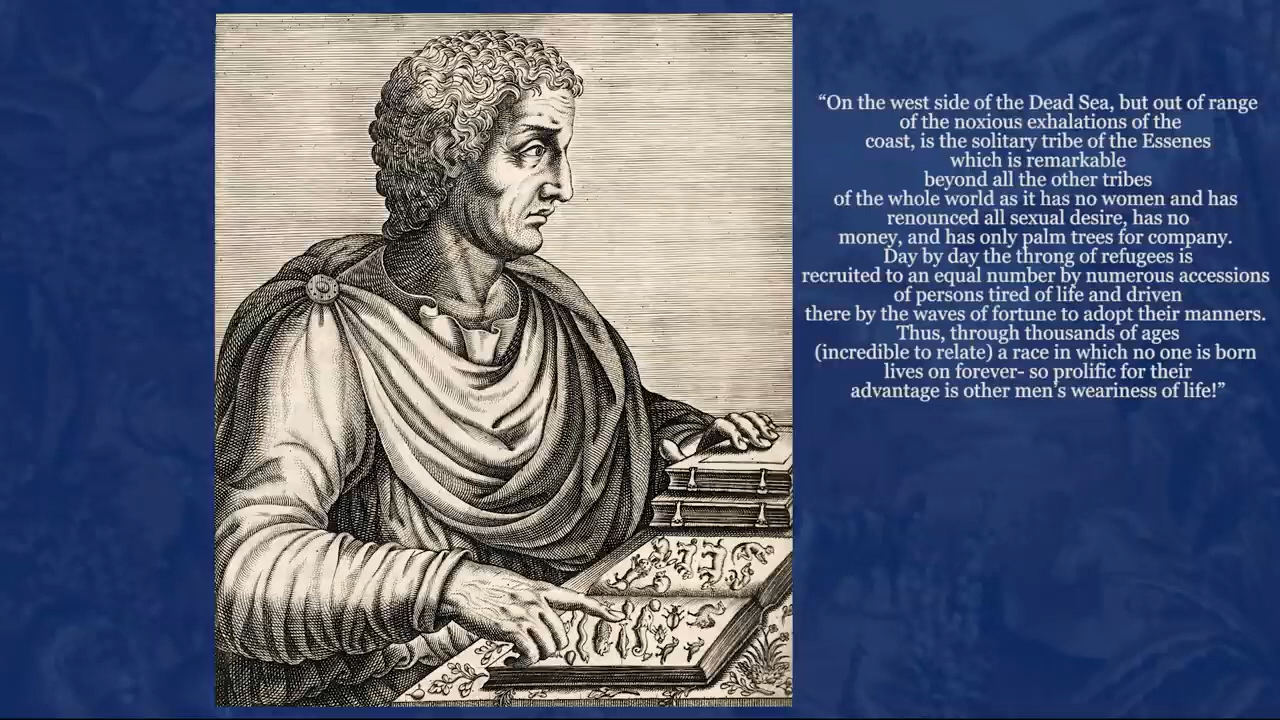 “On the west side of the Dead Sea, but out of range
of the noxious exhalations of the
coast, is the solitary tribe of the Essenes
which is remarkable
beyond all the other tribes
of the whole world as it has no women and has
renounced all sexual desire, has no
money, and has only palm trees for company.
Day by day the throng of refugees is
recruited to an equal number by numerous accessions
of persons tired of life and driven
there by the waves of fortune to adopt their manners.
Thus, through thousands of ages
(incredible to relate) a race in which no one is born
lives on forever- so prolific for their
advantage is other men’s weariness of life!”